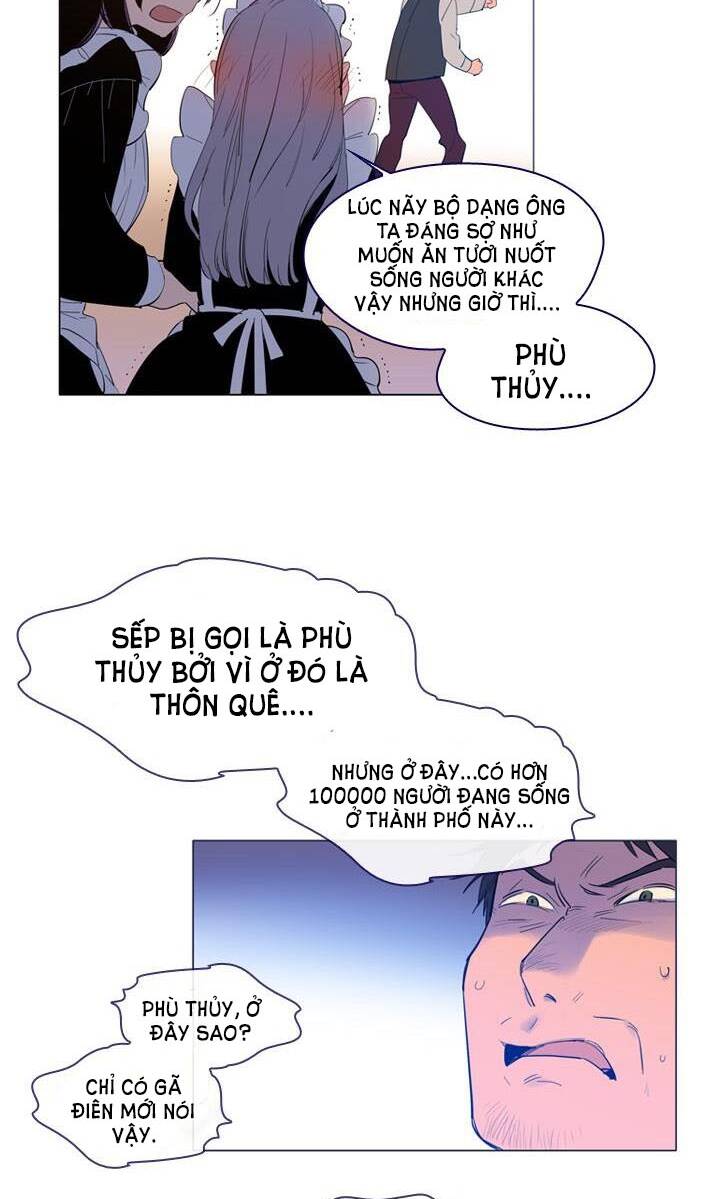 LÚC NÃY BỘ DẠNG ÔNG
TA ĐÁNG SỢ NHƯ
MUỐN ĂN TƯƠI NUỐT
SỐNG NGƯỜI KHÁC
VẬY NHƯNG GIỜ THÌ....
PHÙ
THỦY....
SẾP BỊ GỌI LÀ PHÙ
THỦY BỞI VÌ Ở ĐÓ LÀ
THÔN QUÊ....
NHƯNG Ở ĐÂY...CÓ HƠN
100000 NGƯỜI ĐANG SỐNG
Ở THÀNH PHỐ NÀY...
PHÙ THỦY, Ở
ĐÂY SAO?
CHỈ CÓ GÃ
ĐIÊN MỚI NÓI
VẬY.